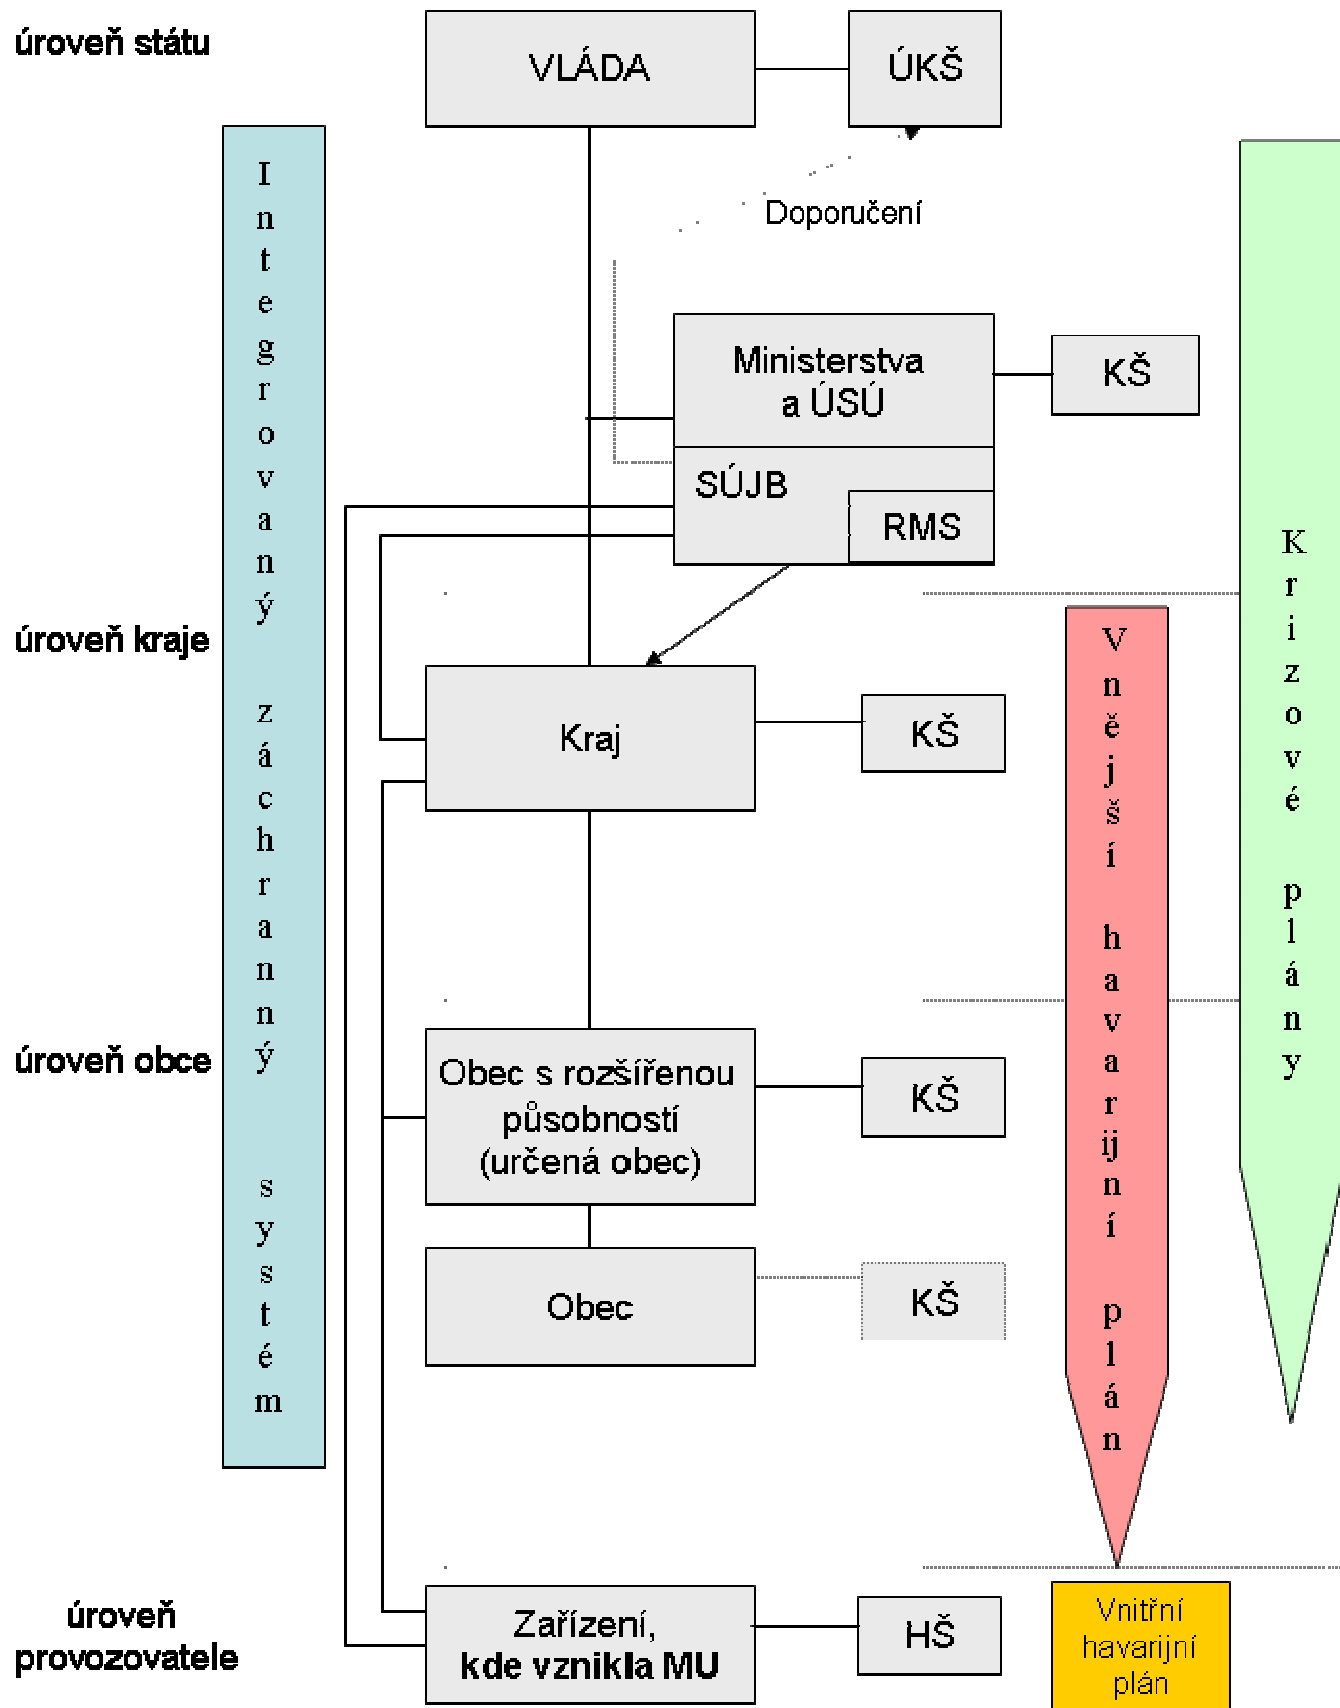 úroveň státu
VLÁDA
ÚKŠ
Doporučení
Integrovaný záchranný systém
Ministerstva
a ÚSÚ
KŠ
SÚJB
RMS
Krizové plány
úroveň kraje
Vnější havarijní plán
Kraj
KŠ
úroveň obce
Obec s rozšířenou
působností
(určená obec)
KŠ
Obec
KŠ
úroveň
provozovatele
Zařízení,
kde vznikla MU
HŠ
Vnitřní
havarijní
plán